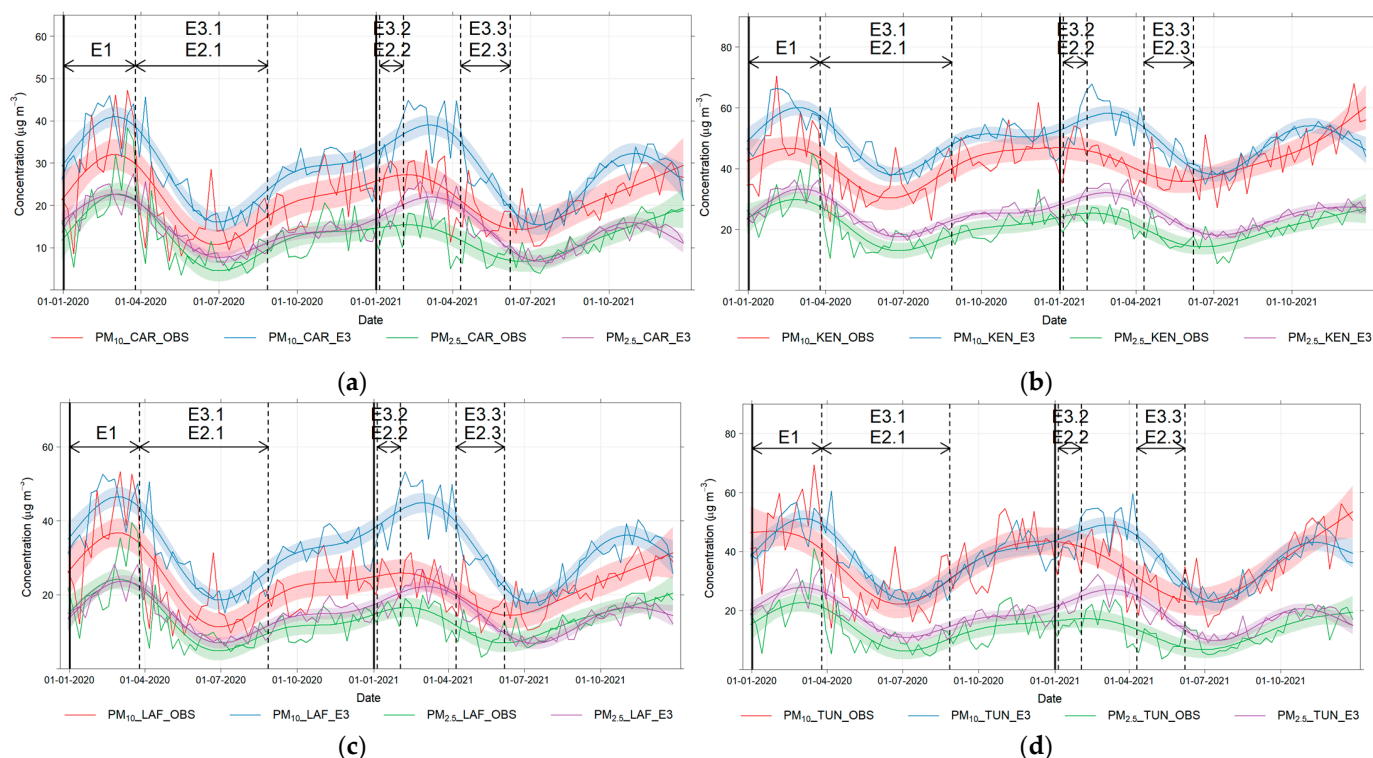 E3.1 E3.2 E3.3
E1 E2.1 E2.2 E2.3
60
50
40
30
20
10
Concentration (µg m⁻³)
01-01-2020 01-04-2020 01-07-2020 01-10-2020 01-01-2021 01-04-2021 01-07-2021 01-10-2021
Date
PM₁₀_CAR_OBS PM₁₀_CAR_E3 PM₂.₅_CAR_OBS PM₂.₅_CAR_E3
(a)
E3.1 E3.2 E3.3
E1 E2.1 E2.2 E2.3
80
60
40
20
Concentration (µg m⁻³)
01-01-2020 01-04-2020 01-07-2020 01-10-2020 01-01-2021 01-04-2021 01-07-2021 01-10-2021
Date
PM₁₀_KEN_OBS PM₁₀_KEN_E3 PM₂.₅_KEN_OBS PM₂.₅_KEN_E3
(b)
E3.1 E3.2 E3.3
E1 E2.1 E2.2 E2.3
60
40
20
Concentration (µg m⁻³)
01-01-2020 01-04-2020 01-07-2020 01-10-2020 01-01-2021 01-04-2021 01-07-2021 01-10-2021
Date
PM₁₀_LAF_OBS PM₁₀_LAF_E3 PM₂.₅_LAF_OBS PM₂.₅_LAF_E3
(c)
E3.1 E3.2 E3.3
E1 E2.1 E2.2 E2.3
80
60
40
20
Concentration (µg m⁻³)
01-01-2020 01-04-2020 01-07-2020 01-10-2020 01-01-2021 01-04-2021 01-07-2021 01-10-2021
Date
PM₁₀_TUN_OBS PM₁₀_TUN_E3 PM₂.₅_TUN_OBS PM₂.₅_TUN_E3
(d)